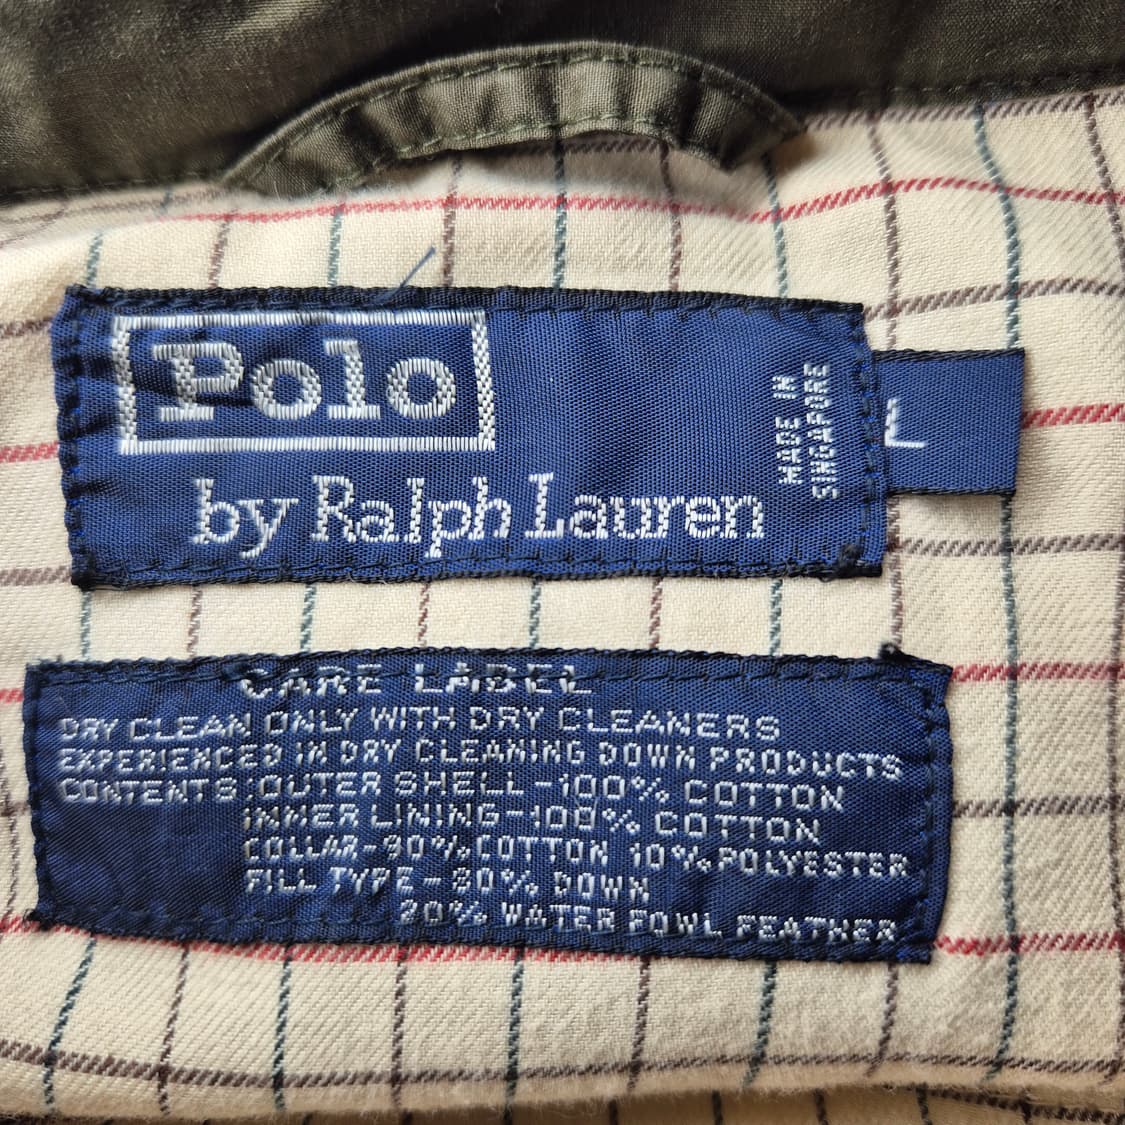 Polo
by Ralph Lauren
MADE IN
SINGAPORE
L
CARE LABEL
DRY CLEAN ONLY WITH DRY CLEANERS
EXPERIENCED IN DRY CLEANING DOWN PRODUCTS
CONTENTS: OUTER SHELL-100% COTTON
INNER LINING-100% COTTON
COLLAR-90% COTTON 10% POLYESTER
FILL TYPE-80% DOWN
20% WATER FOWL FEATHER